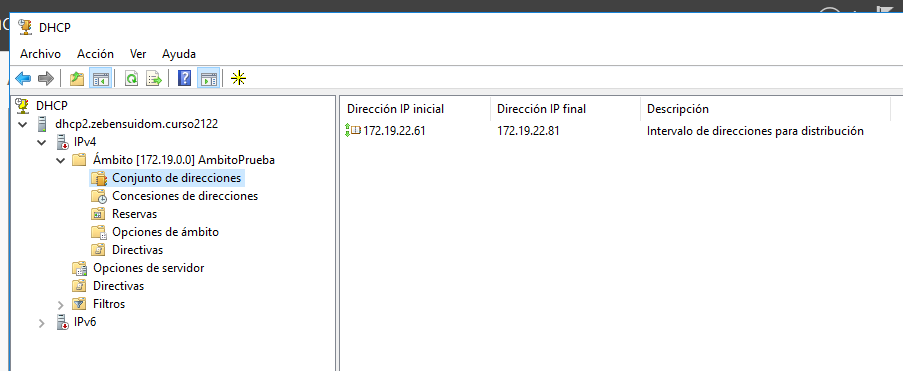 DHCP
Archivo Acción Ver Ayuda
DHCP
dhcp2.zebensuidom.curso2122
IPv4
Ámbito [172.19.0.0] AmbitoPrueba
Conjunto de direcciones
Concesiones de direcciones
Reservas
Opciones de ámbito
Directivas
Opciones de servidor
Directivas
Filtros
IPv6
Dirección IP inicial Dirección IP final Descripción
172.19.22.61 172.19.22.81 Intervalo de direcciones para distribución